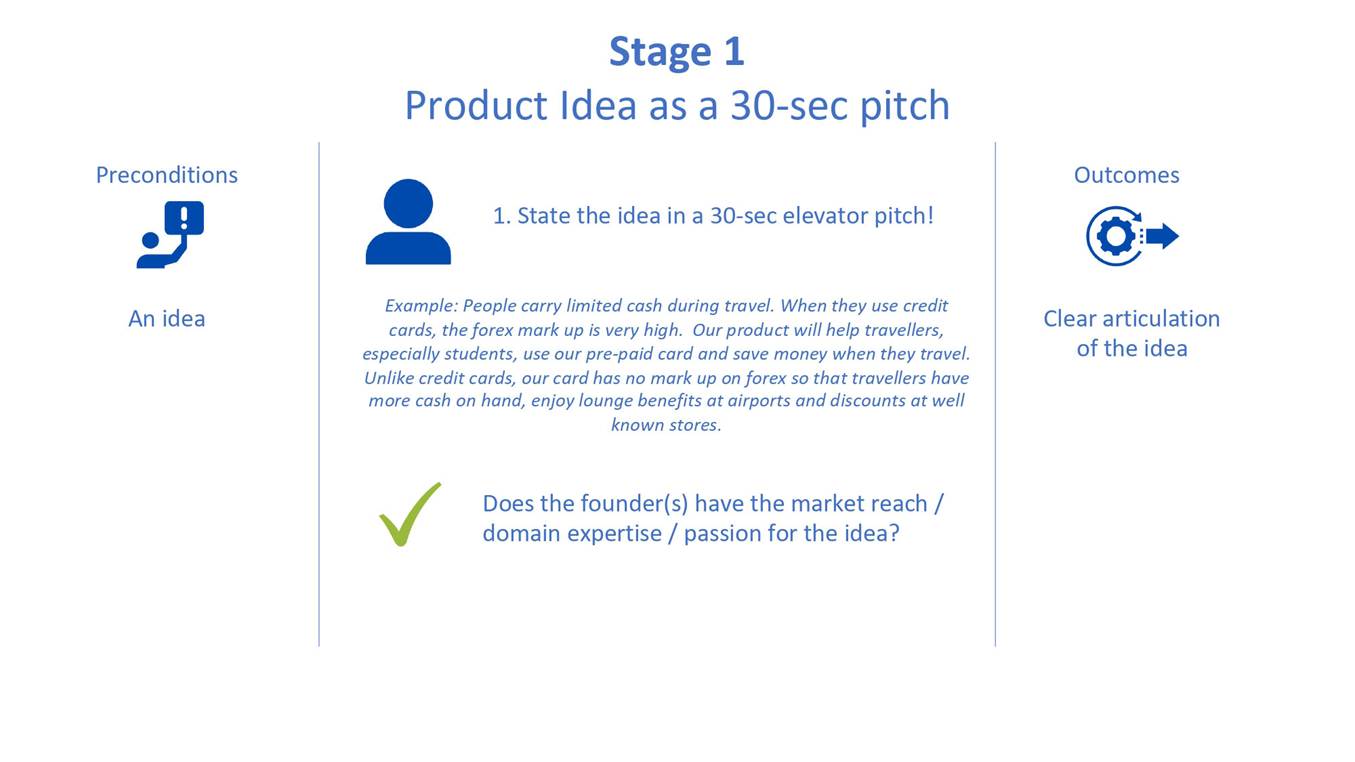 Stage 1
Product Idea as a 30-sec pitch
Preconditions
An idea
1. State the idea in a 30-sec elevator pitch!
Example: People carry limited cash during travel. When they use credit
cards, the forex mark up is very high.  Our product will help travellers,
especially students, use our pre-paid card and save money when they travel.
Unlike credit cards, our card has no mark up on forex so that travellers have
more cash on hand, enjoy lounge benefits at airports and discounts at well
known stores.
Does the founder(s) have the market reach /
domain expertise / passion for the idea?
Outcomes
Clear articulation
of the idea